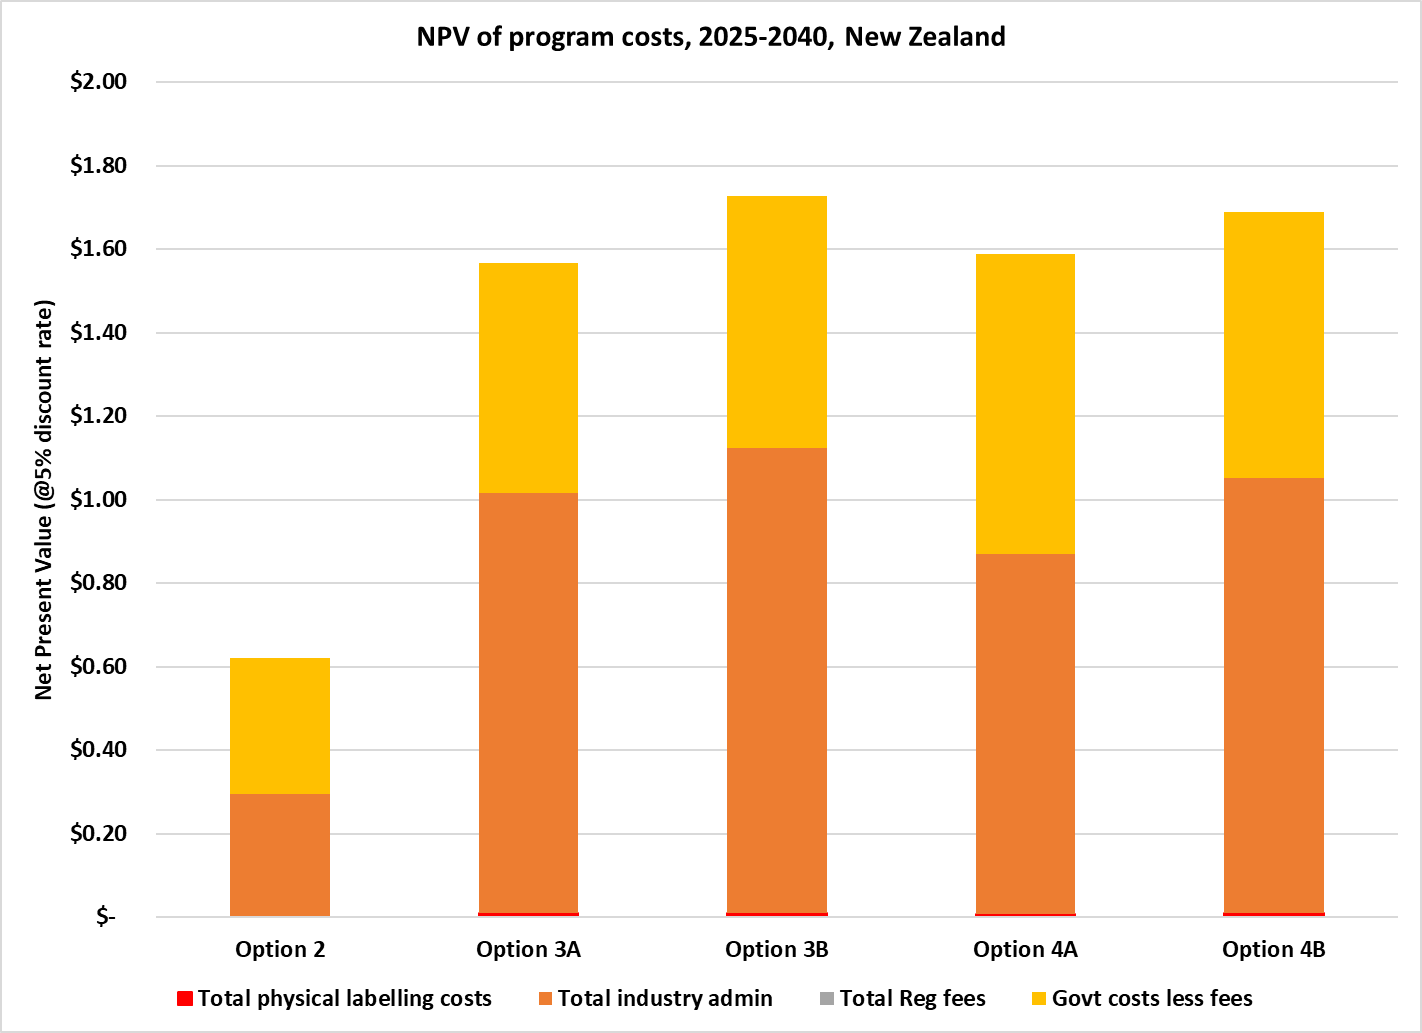 NPV of program costs, 2025-2040, New Zealand
Net Present Value (@5% discount rate)
$2.00
$1.80
$1.60
$1.40
$1.20
$1.00
$0.80
$0.60
$0.40
$0.20
$-
Option 2
Option 3A
Option 3B
Option 4A
Option 4B
Total physical labelling costs
Total industry admin
Total Reg fees
Govt costs less fees